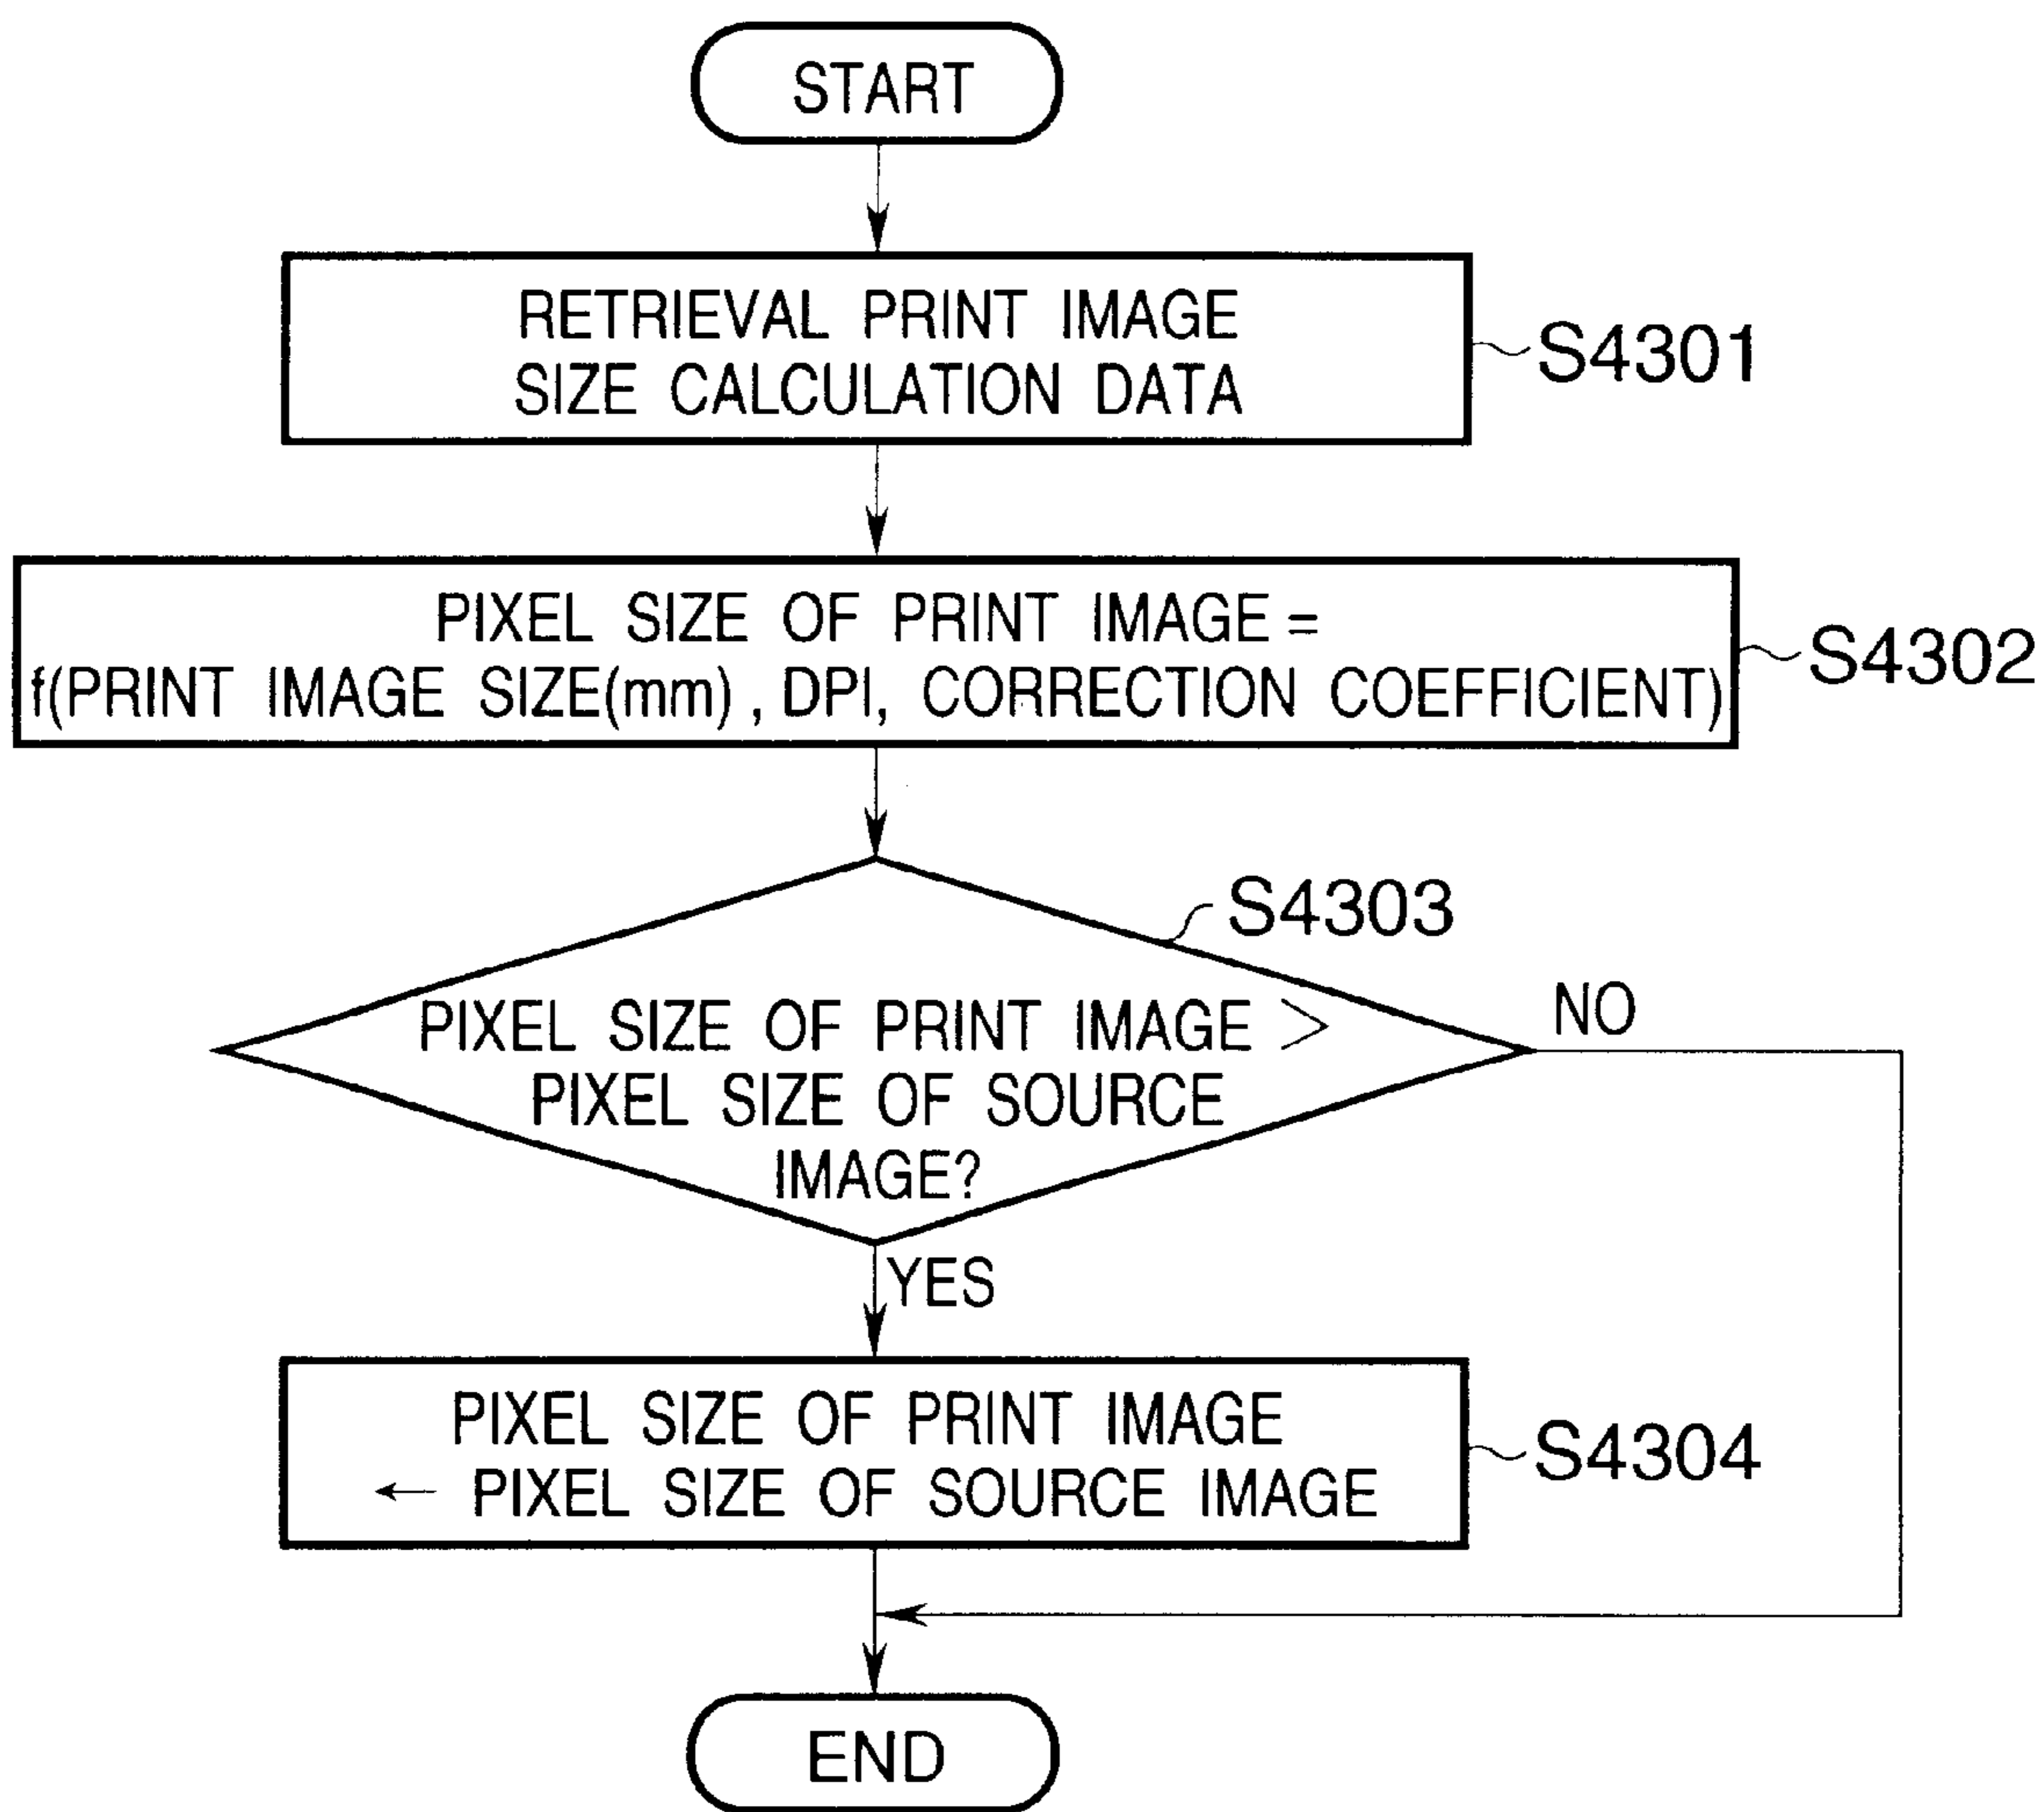 START
RETRIEVAL PRINT IMAGE
SIZE CALCULATION DATA
S4301
PIXEL SIZE OF PRINT IMAGE =
f(PRINT IMAGE SIZE(mm), DPI, CORRECTION COEFFICIENT)
S4302
S4303
PIXEL SIZE OF PRINT IMAGE >
PIXEL SIZE OF SOURCE
IMAGE?
NO
YES
PIXEL SIZE OF PRINT IMAGE
← PIXEL SIZE OF SOURCE IMAGE
S4304
END